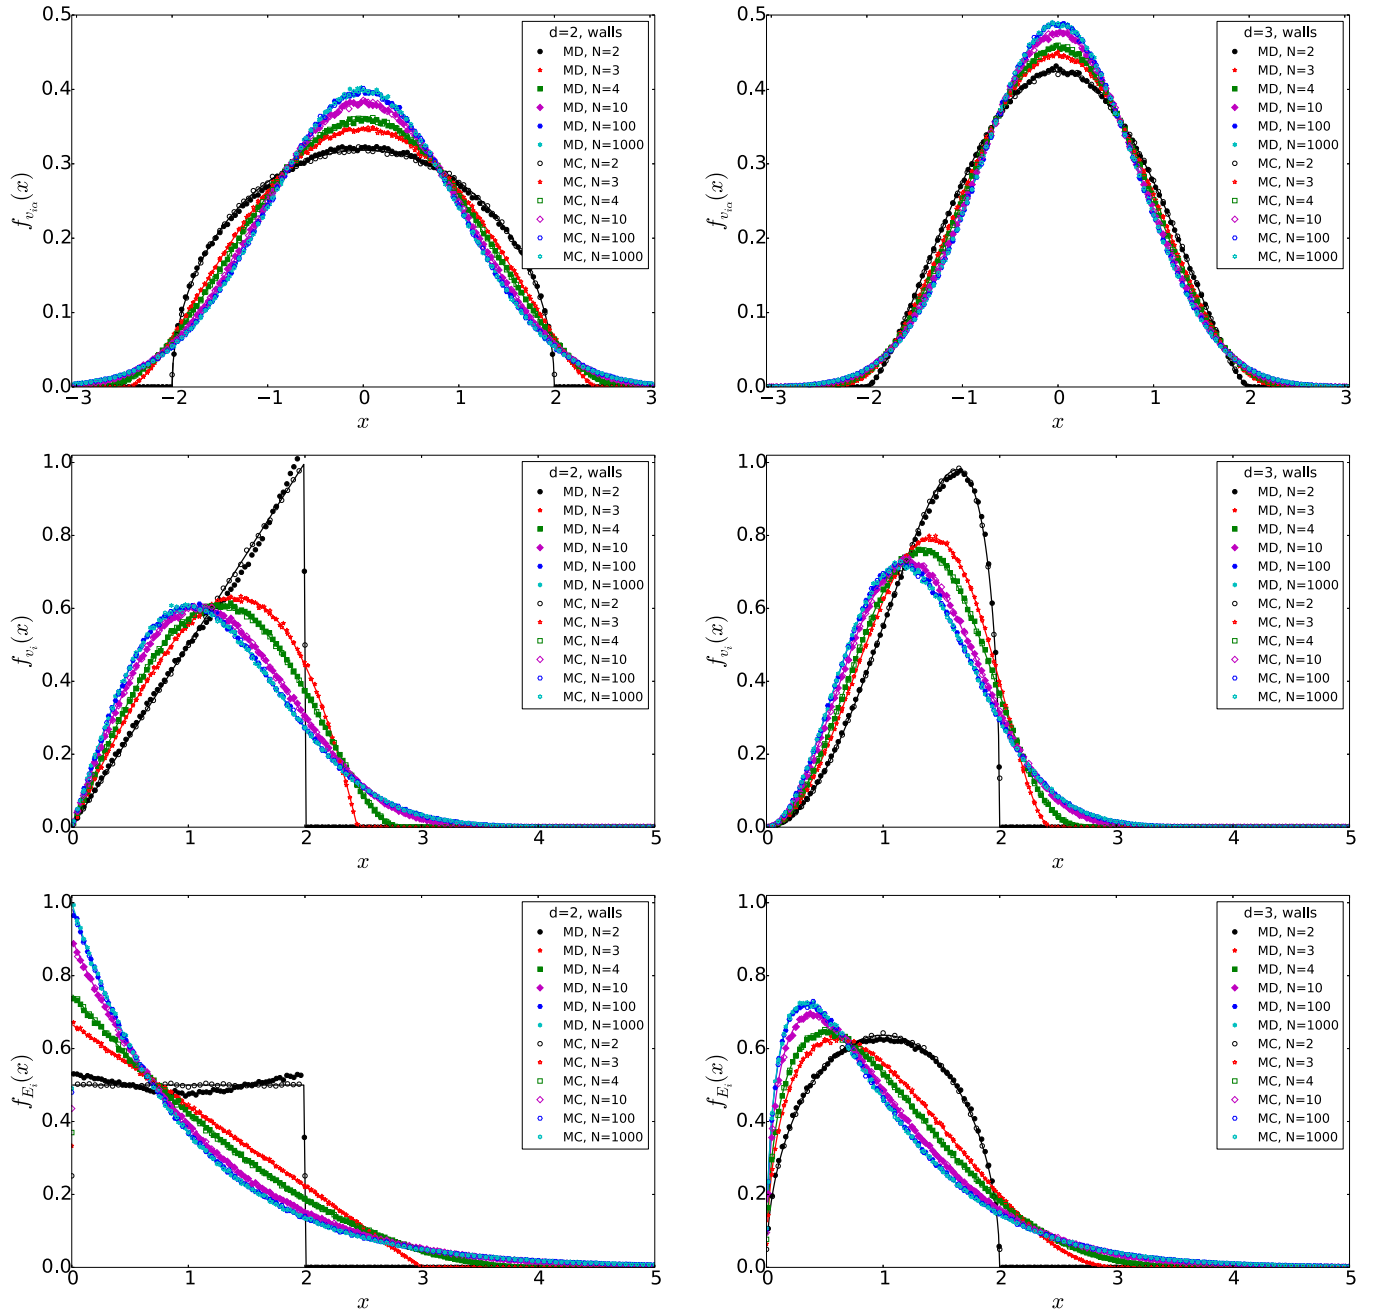 0.5
0.4
0.3
0.2
0.1
0.0
f_{v_{iα}}(x)
−3 −2 −1 0 1 2 3
x
d=2, walls
MD, N=2
MD, N=3
MD, N=4
MD, N=10
MD, N=100
MD, N=1000
MC, N=2
MC, N=3
MC, N=4
MC, N=10
MC, N=100
MC, N=1000
0.5
0.4
0.3
0.2
0.1
0.0
f_{v_{iα}}(x)
−3 −2 −1 0 1 2 3
x
d=3, walls
MD, N=2
MD, N=3
MD, N=4
MD, N=10
MD, N=100
MD, N=1000
MC, N=2
MC, N=3
MC, N=4
MC, N=10
MC, N=100
MC, N=1000
1.0
0.8
0.6
0.4
0.2
0.0
f_{v_i}(x)
0 1 2 3 4 5
x
d=2, walls
MD, N=2
MD, N=3
MD, N=4
MD, N=10
MD, N=100
MD, N=1000
MC, N=2
MC, N=3
MC, N=4
MC, N=10
MC, N=100
MC, N=1000
1.0
0.8
0.6
0.4
0.2
0.0
f_{v_i}(x)
0 1 2 3 4 5
x
d=3, walls
MD, N=2
MD, N=3
MD, N=4
MD, N=10
MD, N=100
MD, N=1000
MC, N=2
MC, N=3
MC, N=4
MC, N=10
MC, N=100
MC, N=1000
1.0
0.8
0.6
0.4
0.2
0.0
f_{E_i}(x)
0 1 2 3 4 5
x
d=2, walls
MD, N=2
MD, N=3
MD, N=4
MD, N=10
MD, N=100
MD, N=1000
MC, N=2
MC, N=3
MC, N=4
MC, N=10
MC, N=100
MC, N=1000
1.0
0.8
0.6
0.4
0.2
0.0
f_{E_i}(x)
0 1 2 3 4 5
x
d=3, walls
MD, N=2
MD, N=3
MD, N=4
MD, N=10
MD, N=100
MD, N=1000
MC, N=2
MC, N=3
MC, N=4
MC, N=10
MC, N=100
MC, N=1000